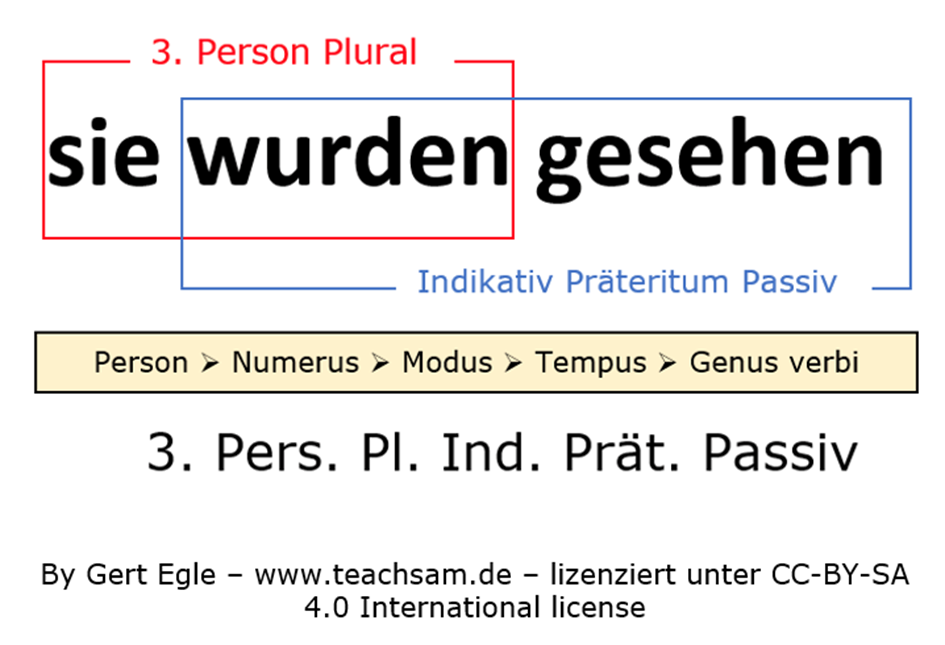 3. Person Plural
sie wurden gesehen
Indikativ Präteritum Passiv
Person ➢ Numerus ➢ Modus ➢ Tempus ➢ Genus verbi
3. Pers. Pl. Ind. Prät. Passiv
By Gert Egle – www.teachsam.de – lizenziert unter CC-BY-SA
4.0 International license